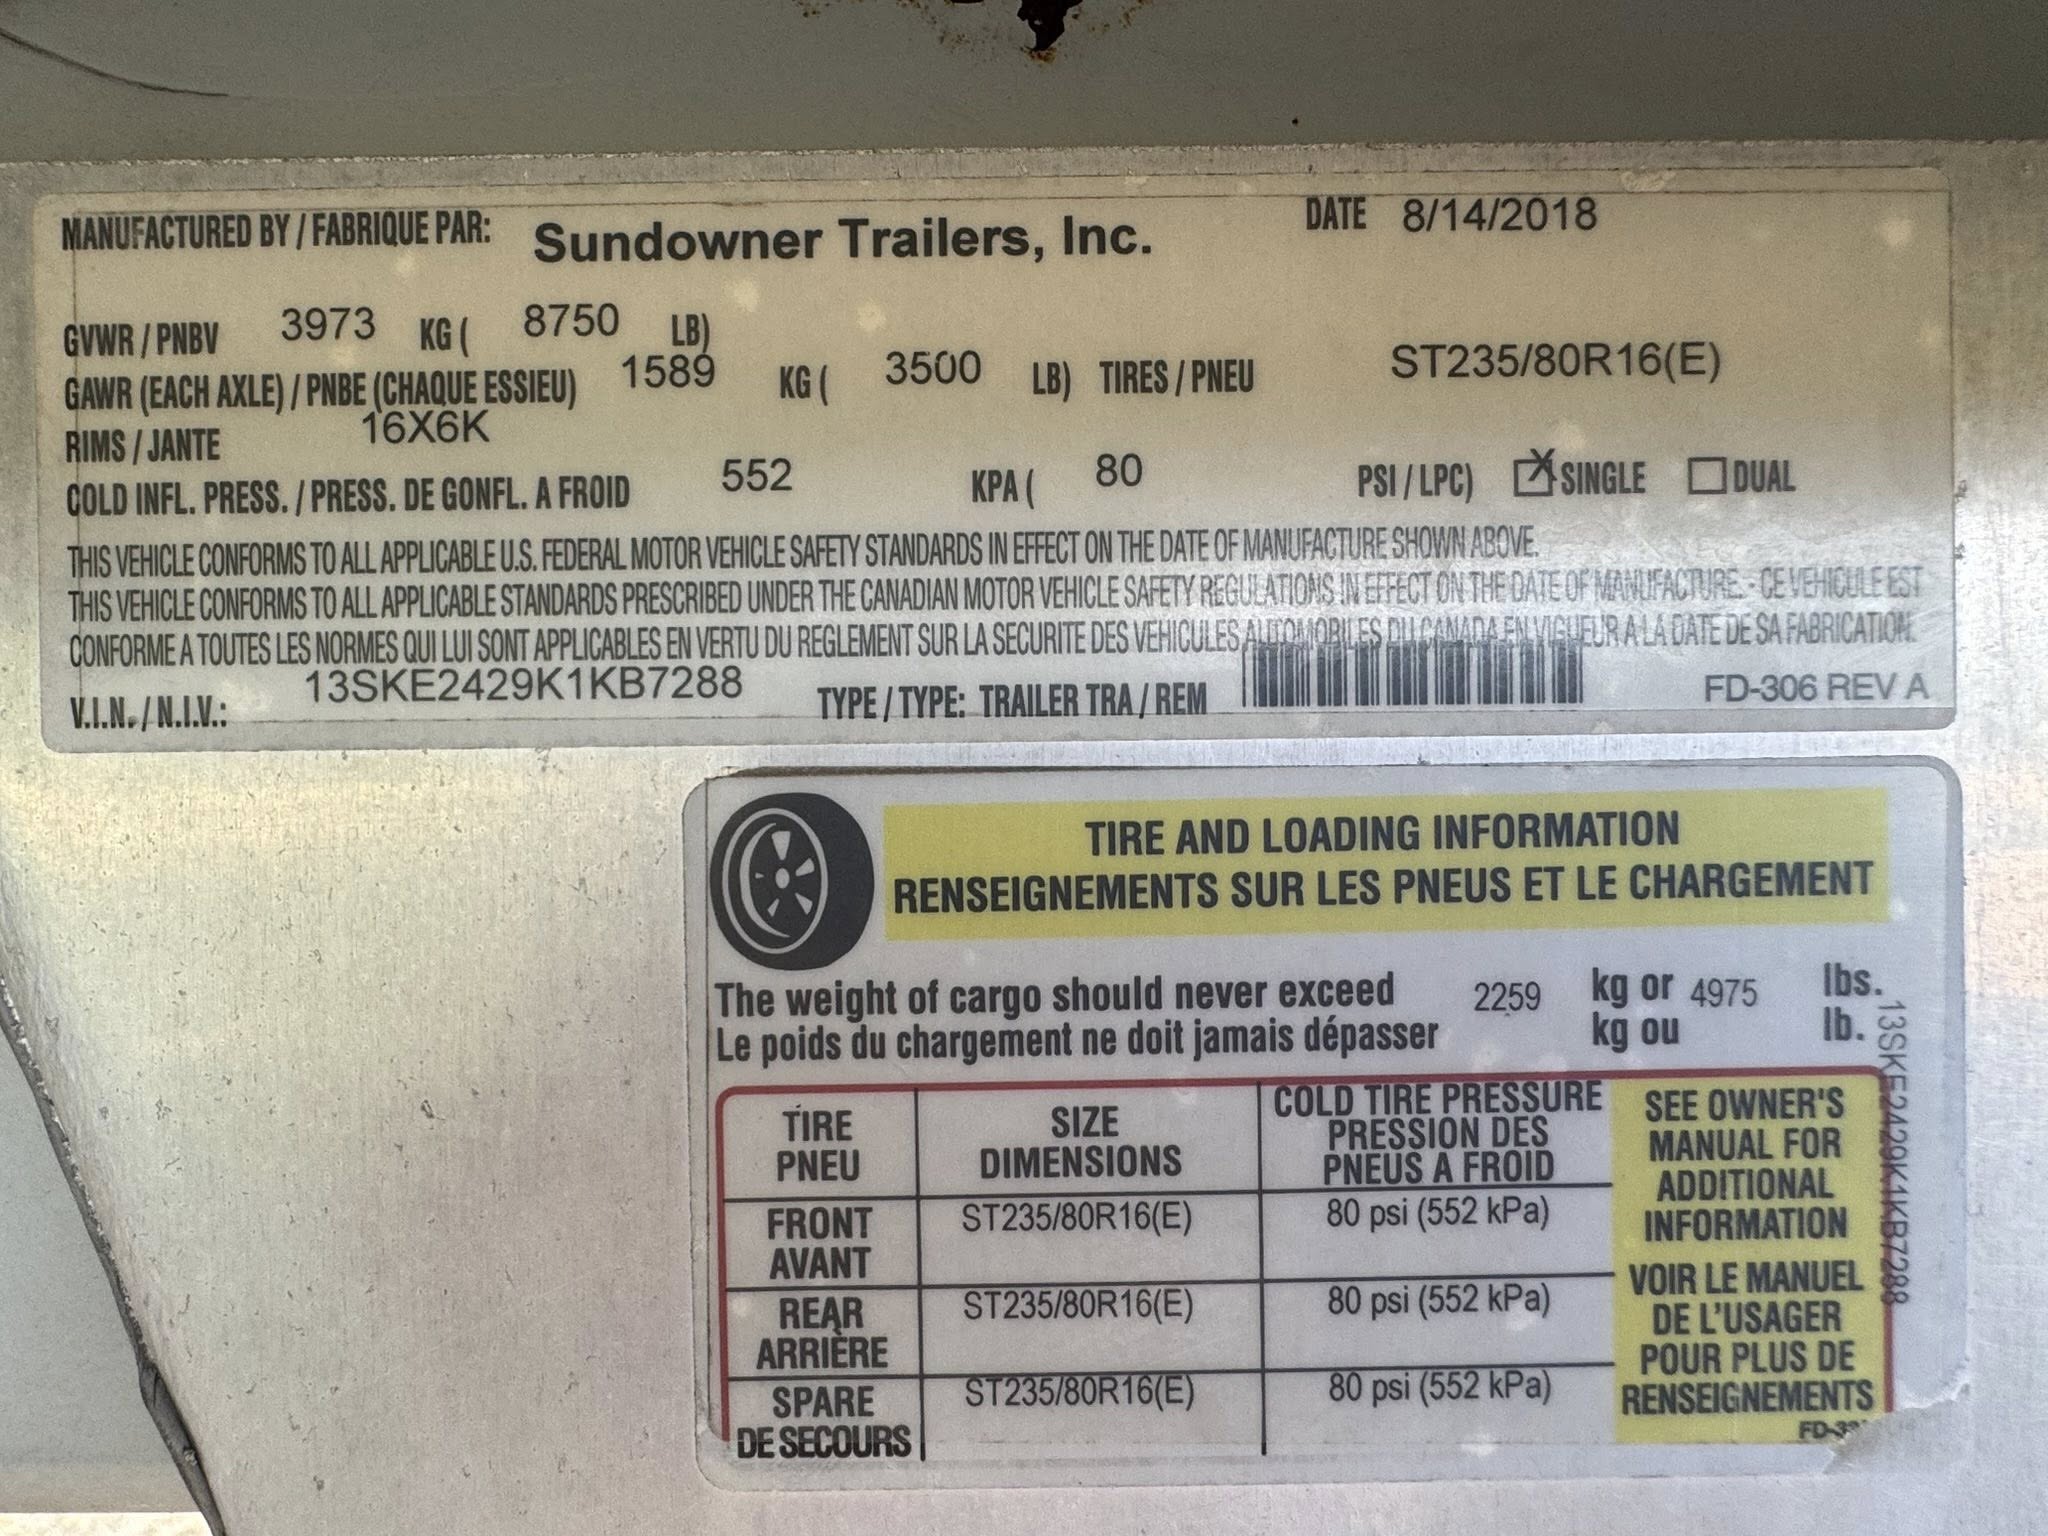 MANUFACTURED BY / FABRIQUE PAR: Sundowner Trailers, Inc. DATE 8/14/2018
GVWR / PNBV 3973 KG ( 8750 LB)
GAWR (EACH AXLE) / PNBE (CHAQUE ESSIEU) 1589 KG ( 3500 LB) TIRES / PNEU ST235/80R16(E)
RIMS / JANTE 16X6K
COLD INFL. PRESS. / PRESS. DE GONFL. A FROID 552 KPA ( 80 PSI / LPC) X SINGLE DUAL
THIS VEHICLE CONFORMS TO ALL APPLICABLE U.S. FEDERAL MOTOR VEHICLE SAFETY STANDARDS IN EFFECT ON THE DATE OF MANUFACTURE SHOWN ABOVE.
THIS VEHICLE CONFORMS TO ALL APPLICABLE STANDARDS PRESCRIBED UNDER THE CANADIAN MOTOR VEHICLE SAFETY REGULATIONS IN EFFECT ON THE DATE OF MANUFACTURE. - CE VEHICULE EST
CONFORME A TOUTES LES NORMES QUI LUI SONT APPLICABLES EN VERTU DU REGLEMENT SUR LA SECURITE DES VEHICULES AUTOMOBILES DU CANADA EN VIGUEUR A LA DATE DE SA FABRICATION.
V.I.N. / N.I.V.: 13SKE2429K1KB7288 TYPE / TYPE: TRAILER TRA / REM FD-306 REV A
TIRE AND LOADING INFORMATION
RENSEIGNEMENTS SUR LES PNEUS ET LE CHARGEMENT
The weight of cargo should never exceed 2259 kg or 4975 lbs.
Le poids du chargement ne doit jamais dépasser kg ou lb.
TIRE
PNEU
SIZE
DIMENSIONS
COLD TIRE PRESSURE
PRESSION DES
PNEUS A FROID
FRONT
AVANT
ST235/80R16(E)
80 psi (552 kPa)
REAR
ARRIÈRE
ST235/80R16(E)
80 psi (552 kPa)
SPARE
DE SECOURS
ST235/80R16(E)
80 psi (552 kPa)
SEE OWNER'S
MANUAL FOR
ADDITIONAL
INFORMATION
VOIR LE MANUEL
DE L'USAGER
POUR PLUS DE
RENSEIGNEMENTS
13SKE2429K1KB7288